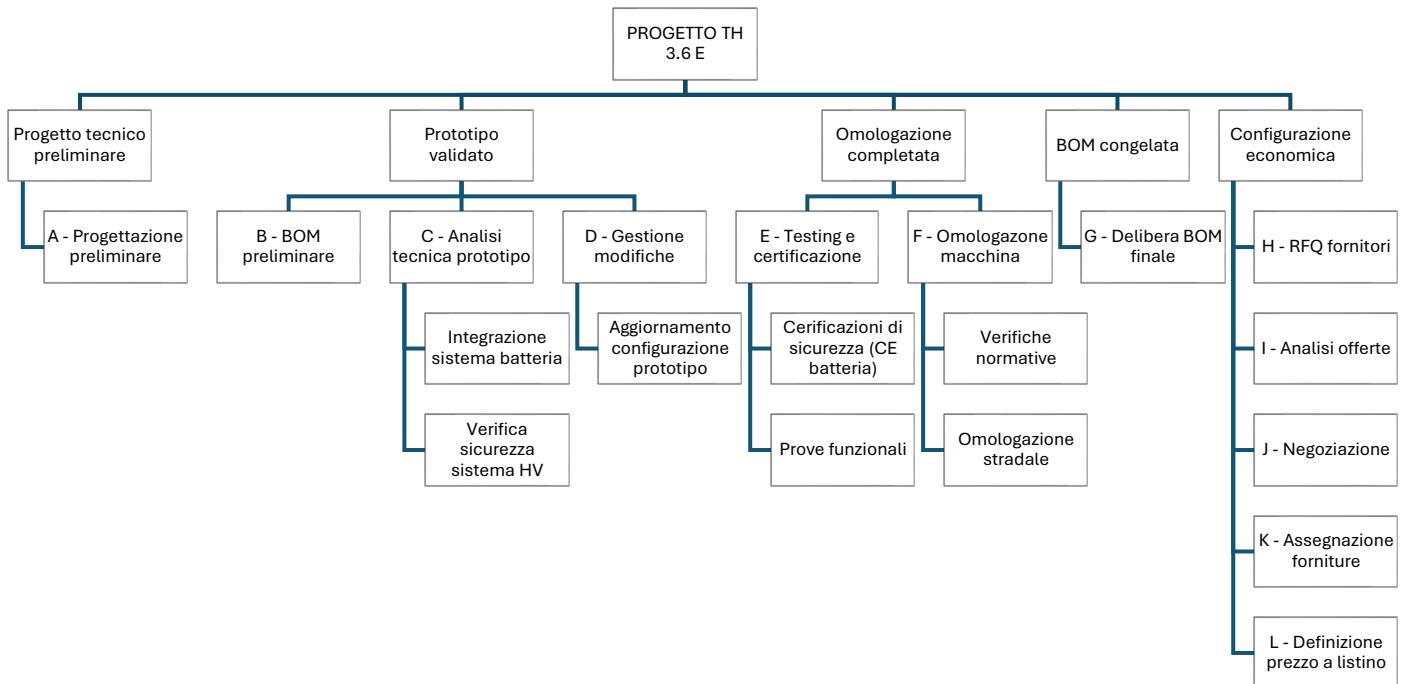 PROGETTO TH
3.6 E
Progetto tecnico
preliminare
Prototipo
validato
Omologazione
completata
BOM congelata
Configurazione
economica
A - Progettazione
preliminare
B - BOM
preliminare
C - Analisi
tecnica prototipo
D - Gestione
modifiche
E - Testing e
certificazione
F - Omologazone
macchina
G - Delibera BOM
finale
H - RFQ fornitori
Integrazione
sistema batteria
Aggiornamento
configurazione
prototipo
Cerificazioni di
sicurezza (CE
batteria)
Verifiche
normative
I - Analisi offerte
Verifica
sicurezza
sistema HV
Prove funzionali
Omologazione
stradale
J - Negoziazione
K - Assegnazione
forniture
L - Definizione
prezzo a listino